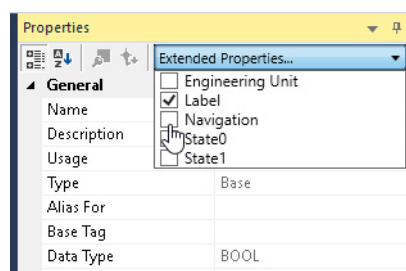 Properties
Extended Properties...
Engineering Unit
Label
Navigation
State0
State1
General
Name
Description
Usage
Type Base
Alias For
Base Tag
Data Type BOOL